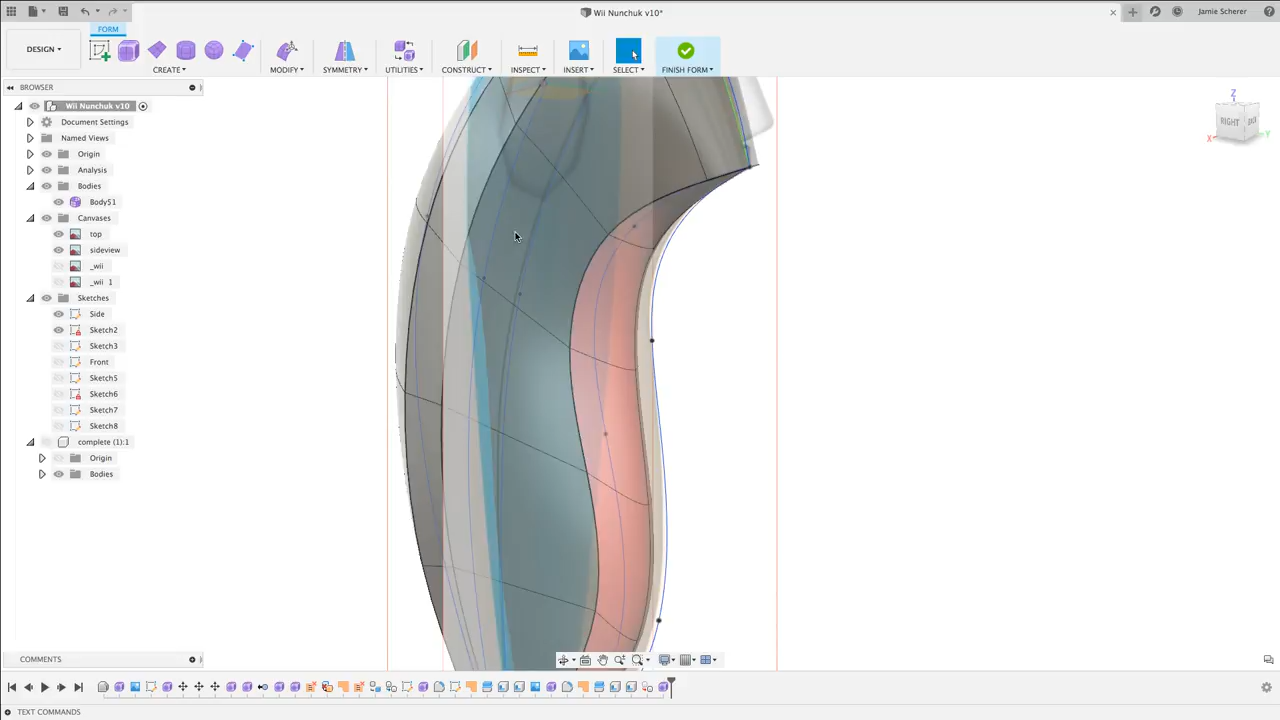 Wii Nunchuk v10*
Jamie Scherer
FORM
DESIGN
CREATE
MODIFY
SYMMETRY
UTILITIES
CONSTRUCT
INSPECT
INSERT
SELECT
FINISH FORM
BROWSER
Wii Nunchuk v10
Document Settings
Named Views
Origin
Analysis
Bodies
Body51
Canvases
top
sideview
_wii
_wii 1
Sketches
Side
Sketch2
Sketch3
Front
Sketch5
Sketch6
Sketch7
Sketch8
complete (1):1
Origin
Bodies
Z
RIGHT
BACK
X
Y
COMMENTS
TEXT COMMANDS